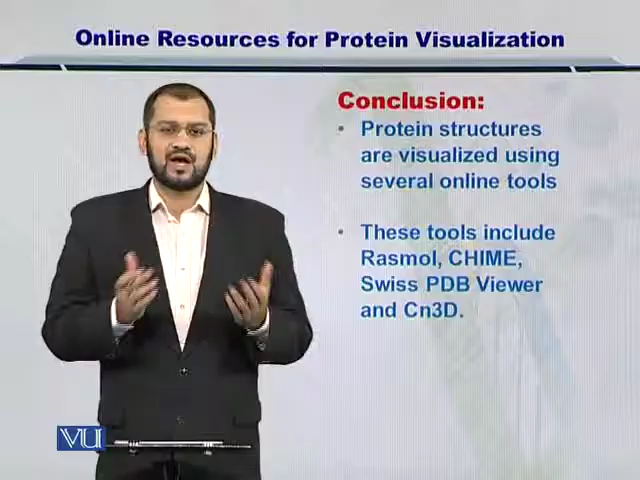 Online Resources for Protein Visualization
Conclusion:
• Protein structures
are visualized using
several online tools
• These tools include
Rasmol, CHIME,
Swiss PDB Viewer
and Cn3D.
VU